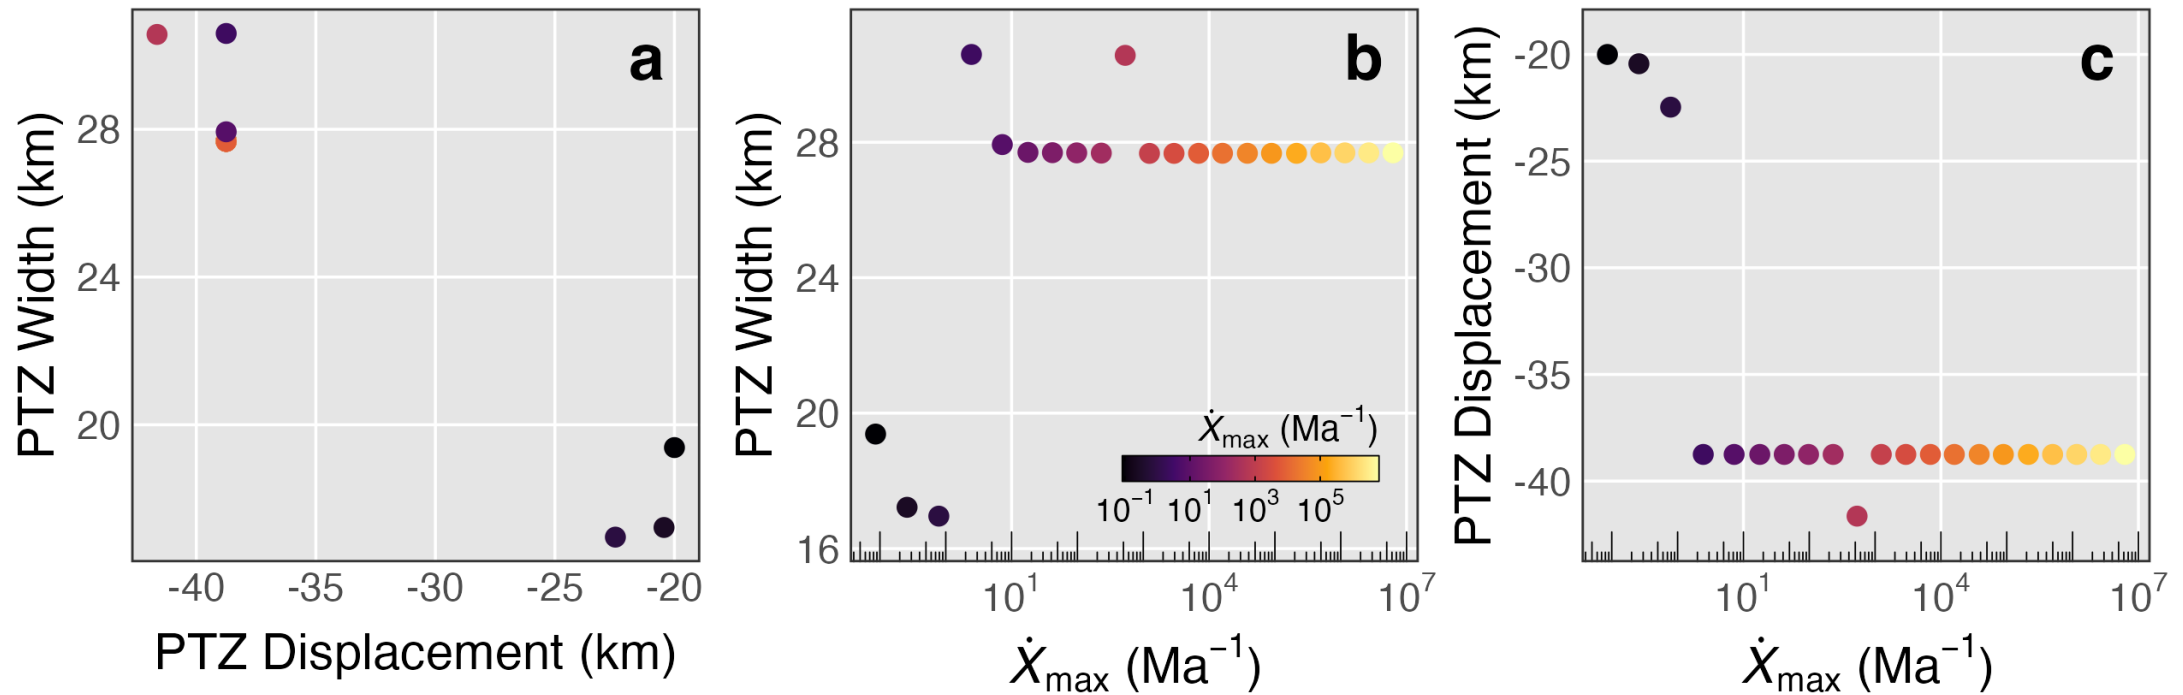 a
28
24
20
PTZ Width (km)
-40 -35 -30 -25 -20
PTZ Displacement (km)
b
28
24
20
16
PTZ Width (km)
Ẋmax (Ma⁻¹)
10⁻¹ 10¹ 10³ 10⁵
10¹ 10⁴ 10⁷
Ẋmax (Ma⁻¹)
c
-20
-25
-30
-35
-40
PTZ Displacement (km)
10¹ 10⁴ 10⁷
Ẋmax (Ma⁻¹)